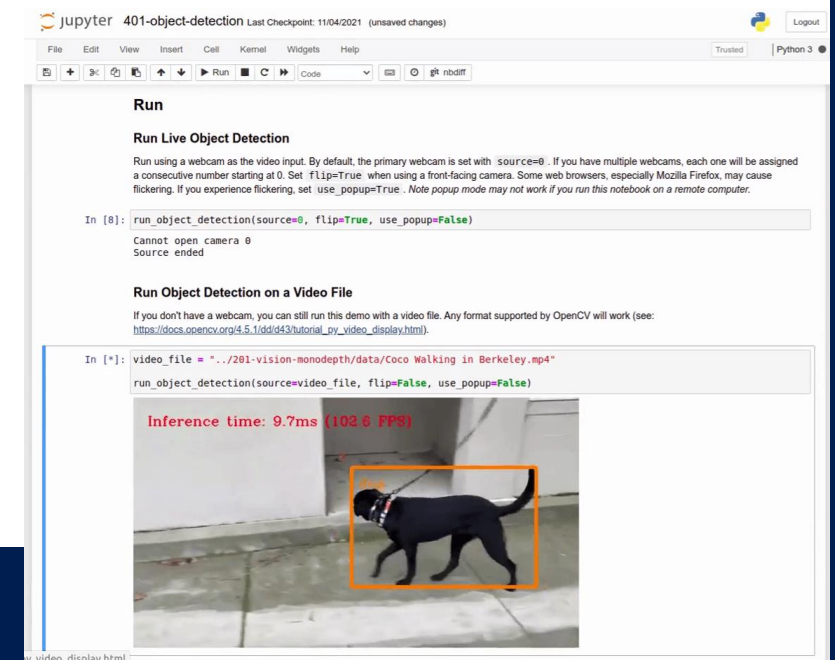 jupyter 401-object-detection Last Checkpoint: 11/04/2021 (unsaved changes)
Logout
File Edit View Insert Cell Kernel Widgets Help
Trusted Python 3
Run Code git nbdiff
Run
Run Live Object Detection
Run using a webcam as the video input. By default, the primary webcam is set with source=0 . If you have multiple webcams, each one will be assigned
a consecutive number starting at 0. Set flip=True when using a front-facing camera. Some web browsers, especially Mozilla Firefox, may cause
flickering. If you experience flickering, set use_popup=True . Note popup mode may not work if you run this notebook on a remote computer.
In [8]: run_object_detection(source=0, flip=True, use_popup=False)
Cannot open camera 0
Source ended
Run Object Detection on a Video File
If you don't have a webcam, you can still run this demo with a video file. Any format supported by OpenCV will work (see:
https://docs.opencv.org/4.5.1/dd/d43/tutorial_py_video_display.html).
In [*]: video_file = "../201-vision-monodepth/data/Coco Walking in Berkeley.mp4"
run_object_detection(source=video_file, flip=False, use_popup=False)
Inference time: 9.7ms (102.6 FPS)
video_display.html